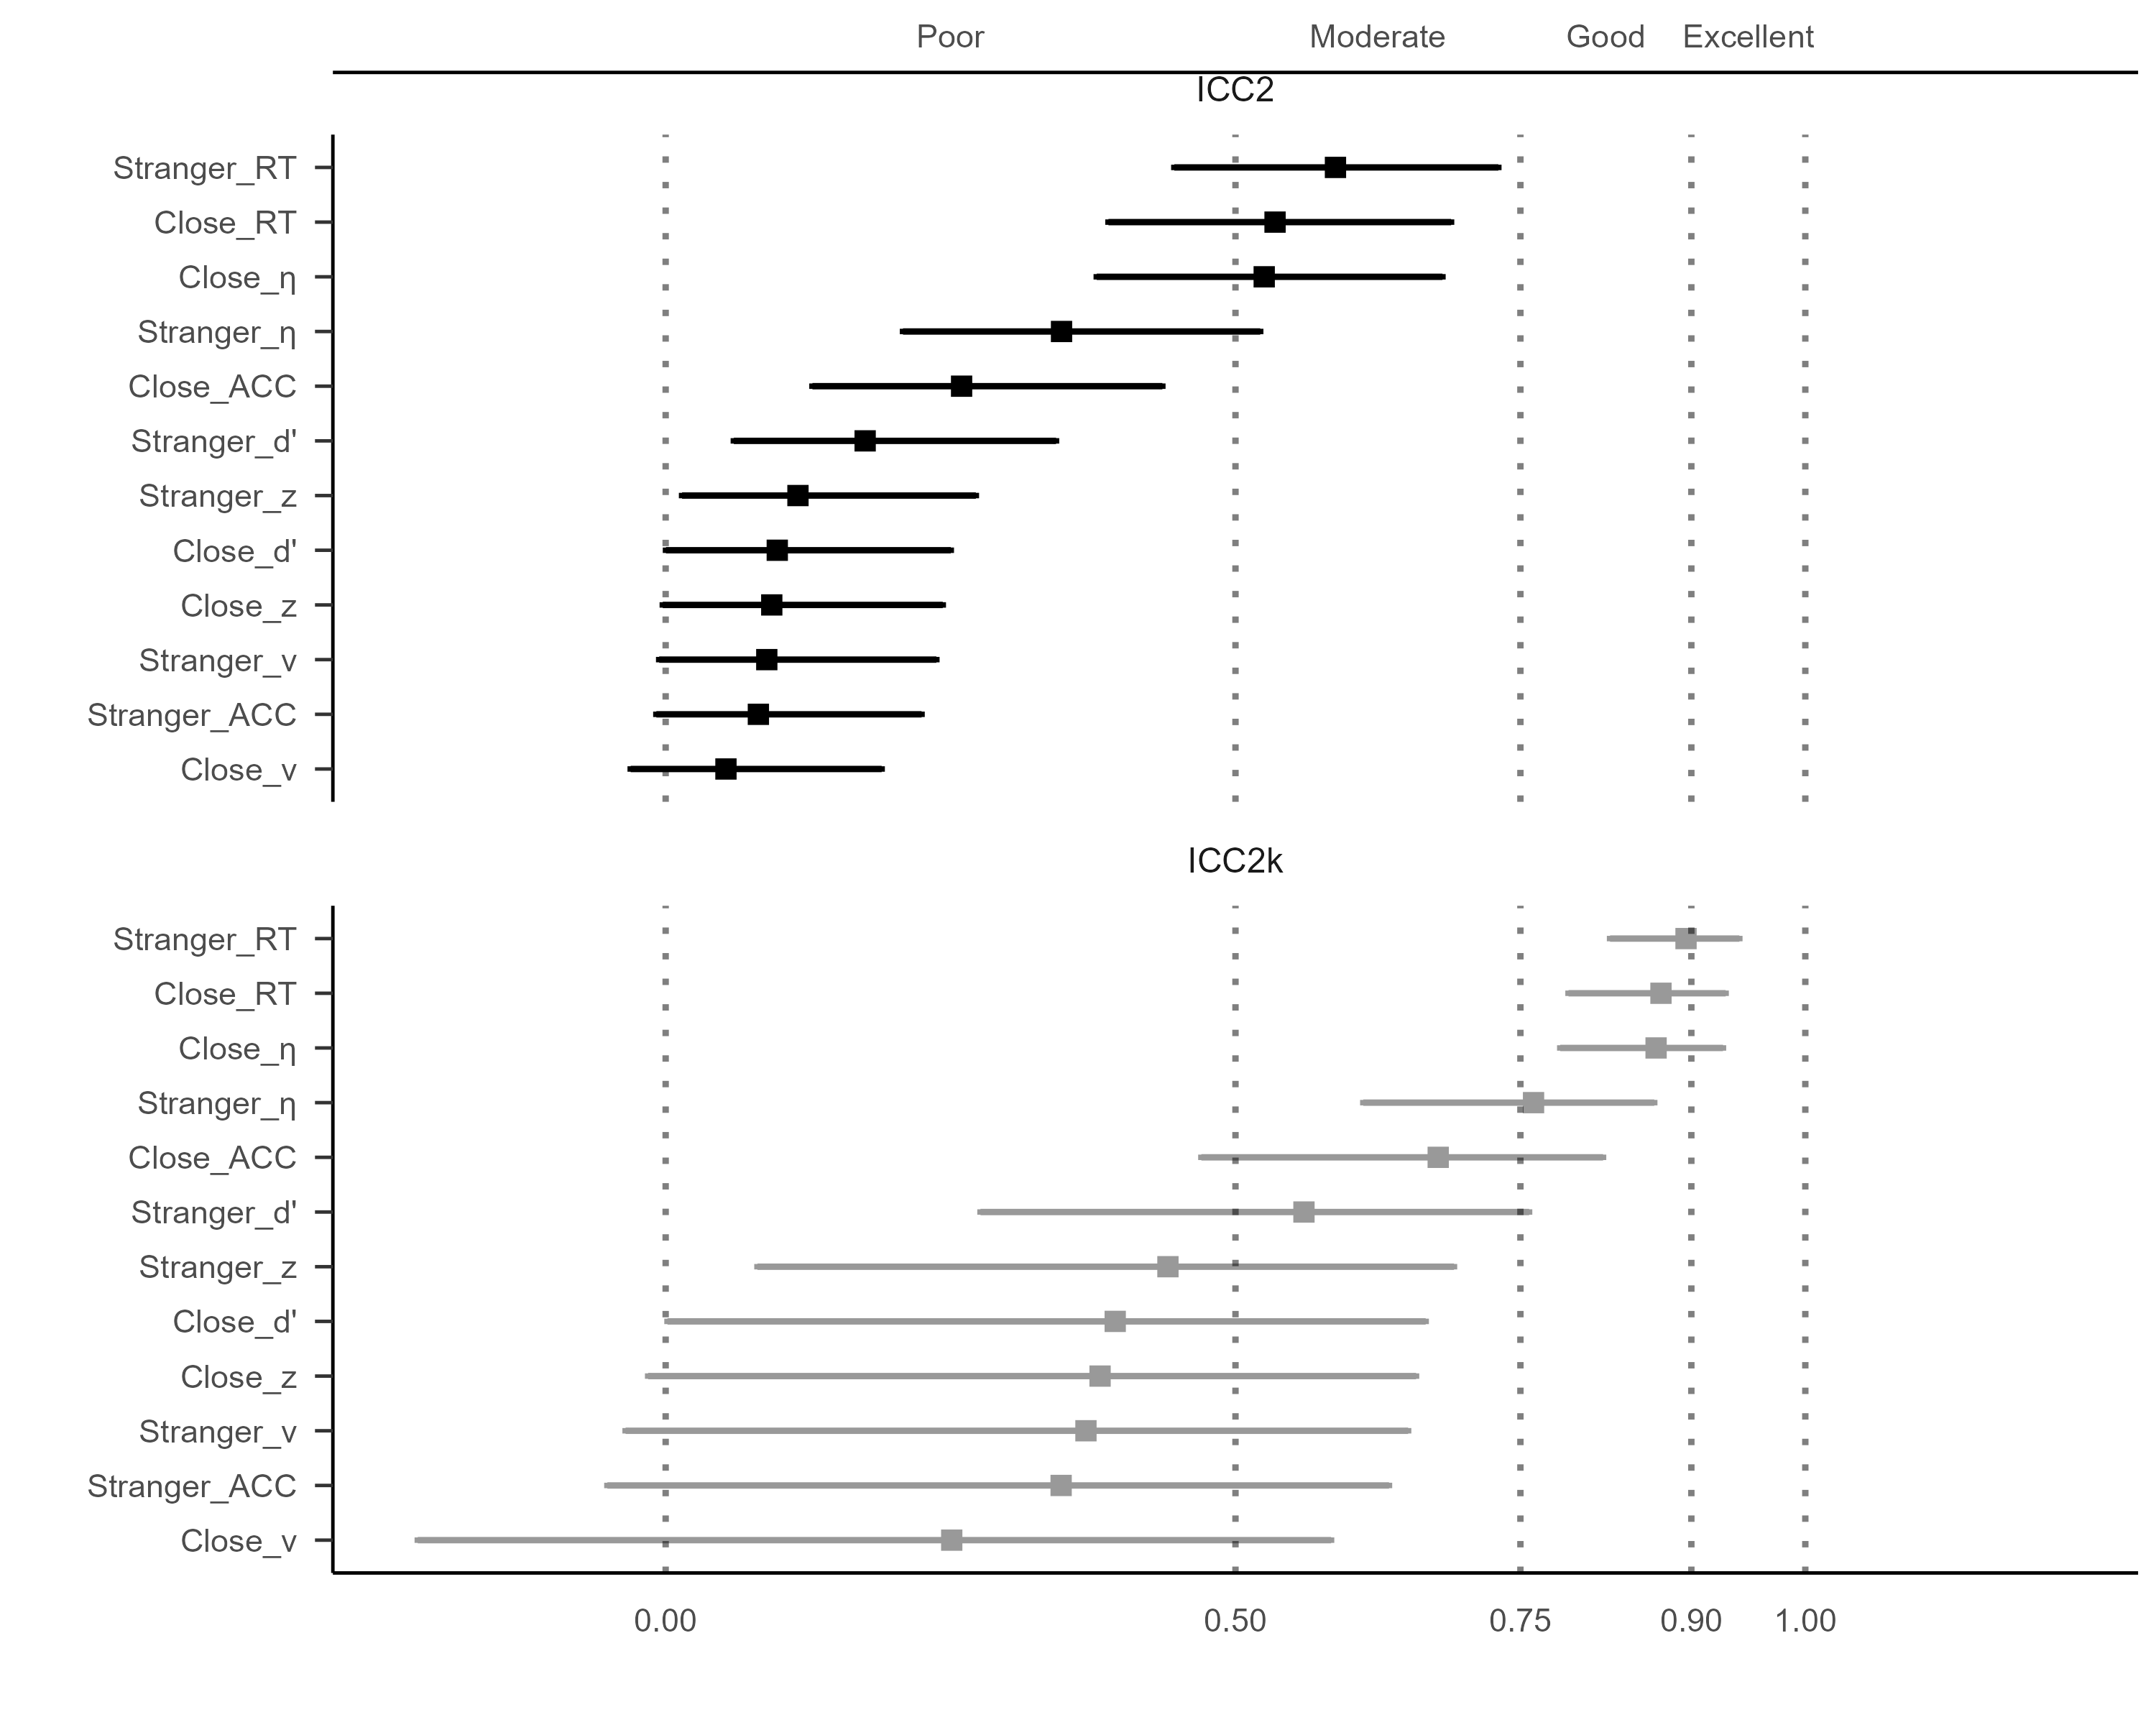 Poor Moderate Good Excellent
ICC2
Stranger_RT
Close_RT
Close_η
Stranger_η
Close_ACC
Stranger_d'
Stranger_z
Close_d'
Close_z
Stranger_v
Stranger_ACC
Close_v
ICC2k
Stranger_RT
Close_RT
Close_η
Stranger_η
Close_ACC
Stranger_d'
Stranger_z
Close_d'
Close_z
Stranger_v
Stranger_ACC
Close_v
0.00 0.50 0.75 0.90 1.00